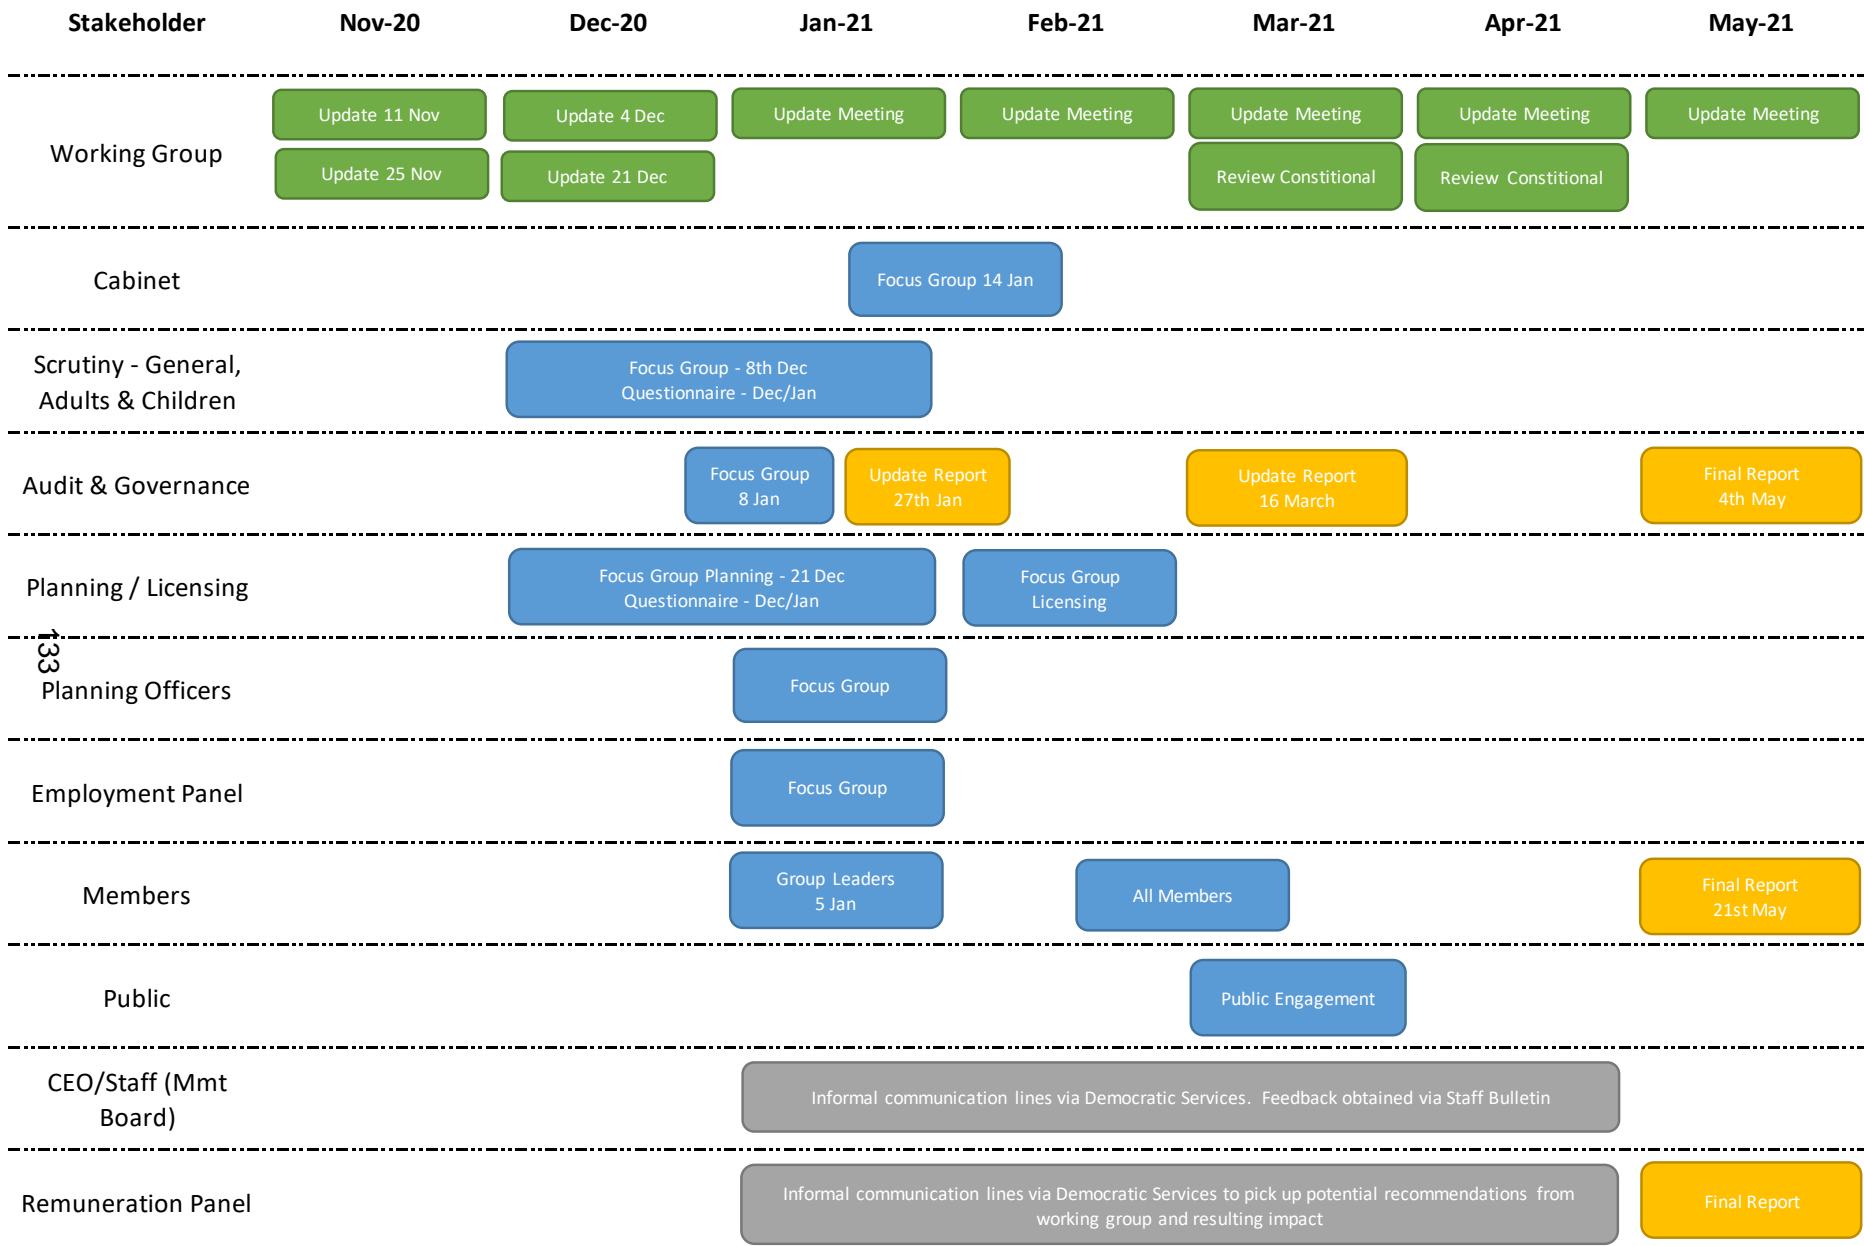 Stakeholder Nov-20 Dec-20 Jan-21 Feb-21 Mar-21 Apr-21 May-21
Working Group
Update 11 Nov
Update 4 Dec
Update Meeting
Update Meeting
Update Meeting
Update Meeting
Update Meeting
Update 25 Nov
Update 21 Dec
Review Constitional
Review Constitional
Cabinet
Focus Group 14 Jan
Scrutiny - General,
Adults & Children
Focus Group - 8th Dec
Questionnaire - Dec/Jan
Audit & Governance
Focus Group
8 Jan
Update Report
27th Jan
Update Report
16 March
Final Report
4th May
Planning / Licensing
Focus Group Planning - 21 Dec
Questionnaire - Dec/Jan
Focus Group
Licensing
133
Planning Officers
Focus Group
Employment Panel
Focus Group
Members
Group Leaders
5 Jan
All Members
Final Report
21st May
Public
Public Engagement
CEO/Staff (Mmt
Board)
Informal communication lines via Democratic Services. Feedback obtained via Staff Bulletin
Remuneration Panel
Informal communication lines via Democratic Services to pick up potential recommendations from
working group and resulting impact
Final Report